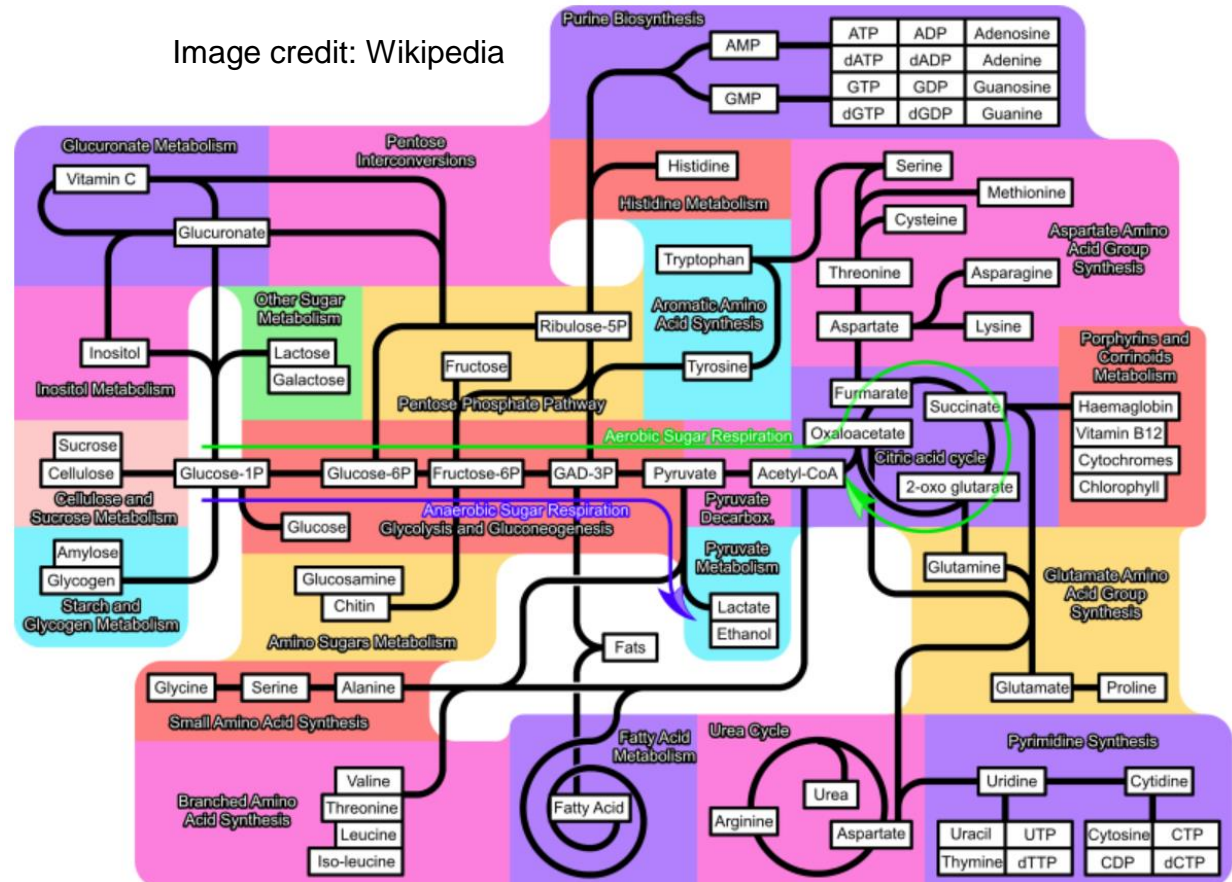 Image credit: Wikipedia
Purine Biosynthesis
AMP
GMP
ATP ADP Adenosine
dATP dADP Adenine
GTP GDP Guanosine
dGTP dGDP Guanine
Glucuronate Metabolism
Vitamin C
Glucuronate
Pentose
Interconversions
Histidine
Histidine Metabolism
Serine
Methionine
Cysteine
Aspartate Amino
Acid Group
Synthesis
Threonine
Asparagine
Aspartate
Lysine
Tryptophan
Aromatic Amino
Acid Synthesis
Tyrosine
Inositol
Inositol Metabolism
Other Sugar
Metabolism
Lactose
Galactose
Ribulose-5P
Fructose
Pentose Phosphate Pathway
Porphyrins and
Corrinoids
Metabolism
Haemaglobin
Vitamin B12
Cytochromes
Chlorophyll
Furmarate
Succinate
Oxaloacetate
Citric acid cycle
2-oxo glutarate
Aerobic Sugar Respiration
Sucrose
Cellulose
Cellulose and
Sucrose Metabolism
Glucose-1P
Glucose-6P
Fructose-6P
GAD-3P
Pyruvate
Acetyl-CoA
Anaerobic Sugar Respiration
Glycolysis and Gluconeogenesis
Glucose
Pyruvate
Decarbox.
Pyruvate
Metabolism
Lactate
Ethanol
Amylose
Glycogen
Starch and
Glycogen Metabolism
Glucosamine
Chitin
Amino Sugars Metabolism
Fats
Glutamine
Glutamate Amino
Acid Group
Synthesis
Glutamate
Proline
Glycine
Serine
Alanine
Small Amino Acid Synthesis
Valine
Threonine
Leucine
Iso-leucine
Branched Amino
Acid Synthesis
Fatty Acid
Metabolism
Fatty Acid
Urea Cycle
Urea
Arginine
Aspartate
Pyrimidine Synthesis
Uridine
Cytidine
Uracil UTP
Thymine dTTP
Cytosine CTP
CDP dCTP